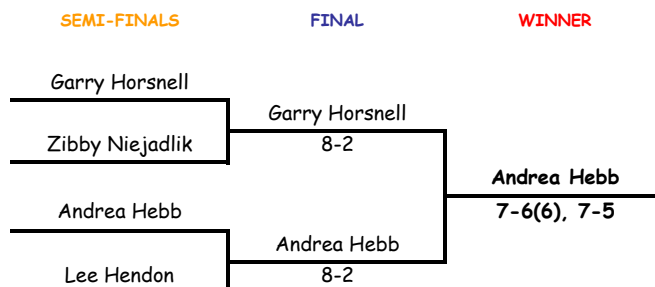 SEMI-FINALS FINAL WINNER
Garry Horsnell
Garry Horsnell
Zibby Niejadlik 8-2
Andrea Hebb
7-6(6), 7-5
Andrea Hebb
Andrea Hebb
Lee Hendon 8-2